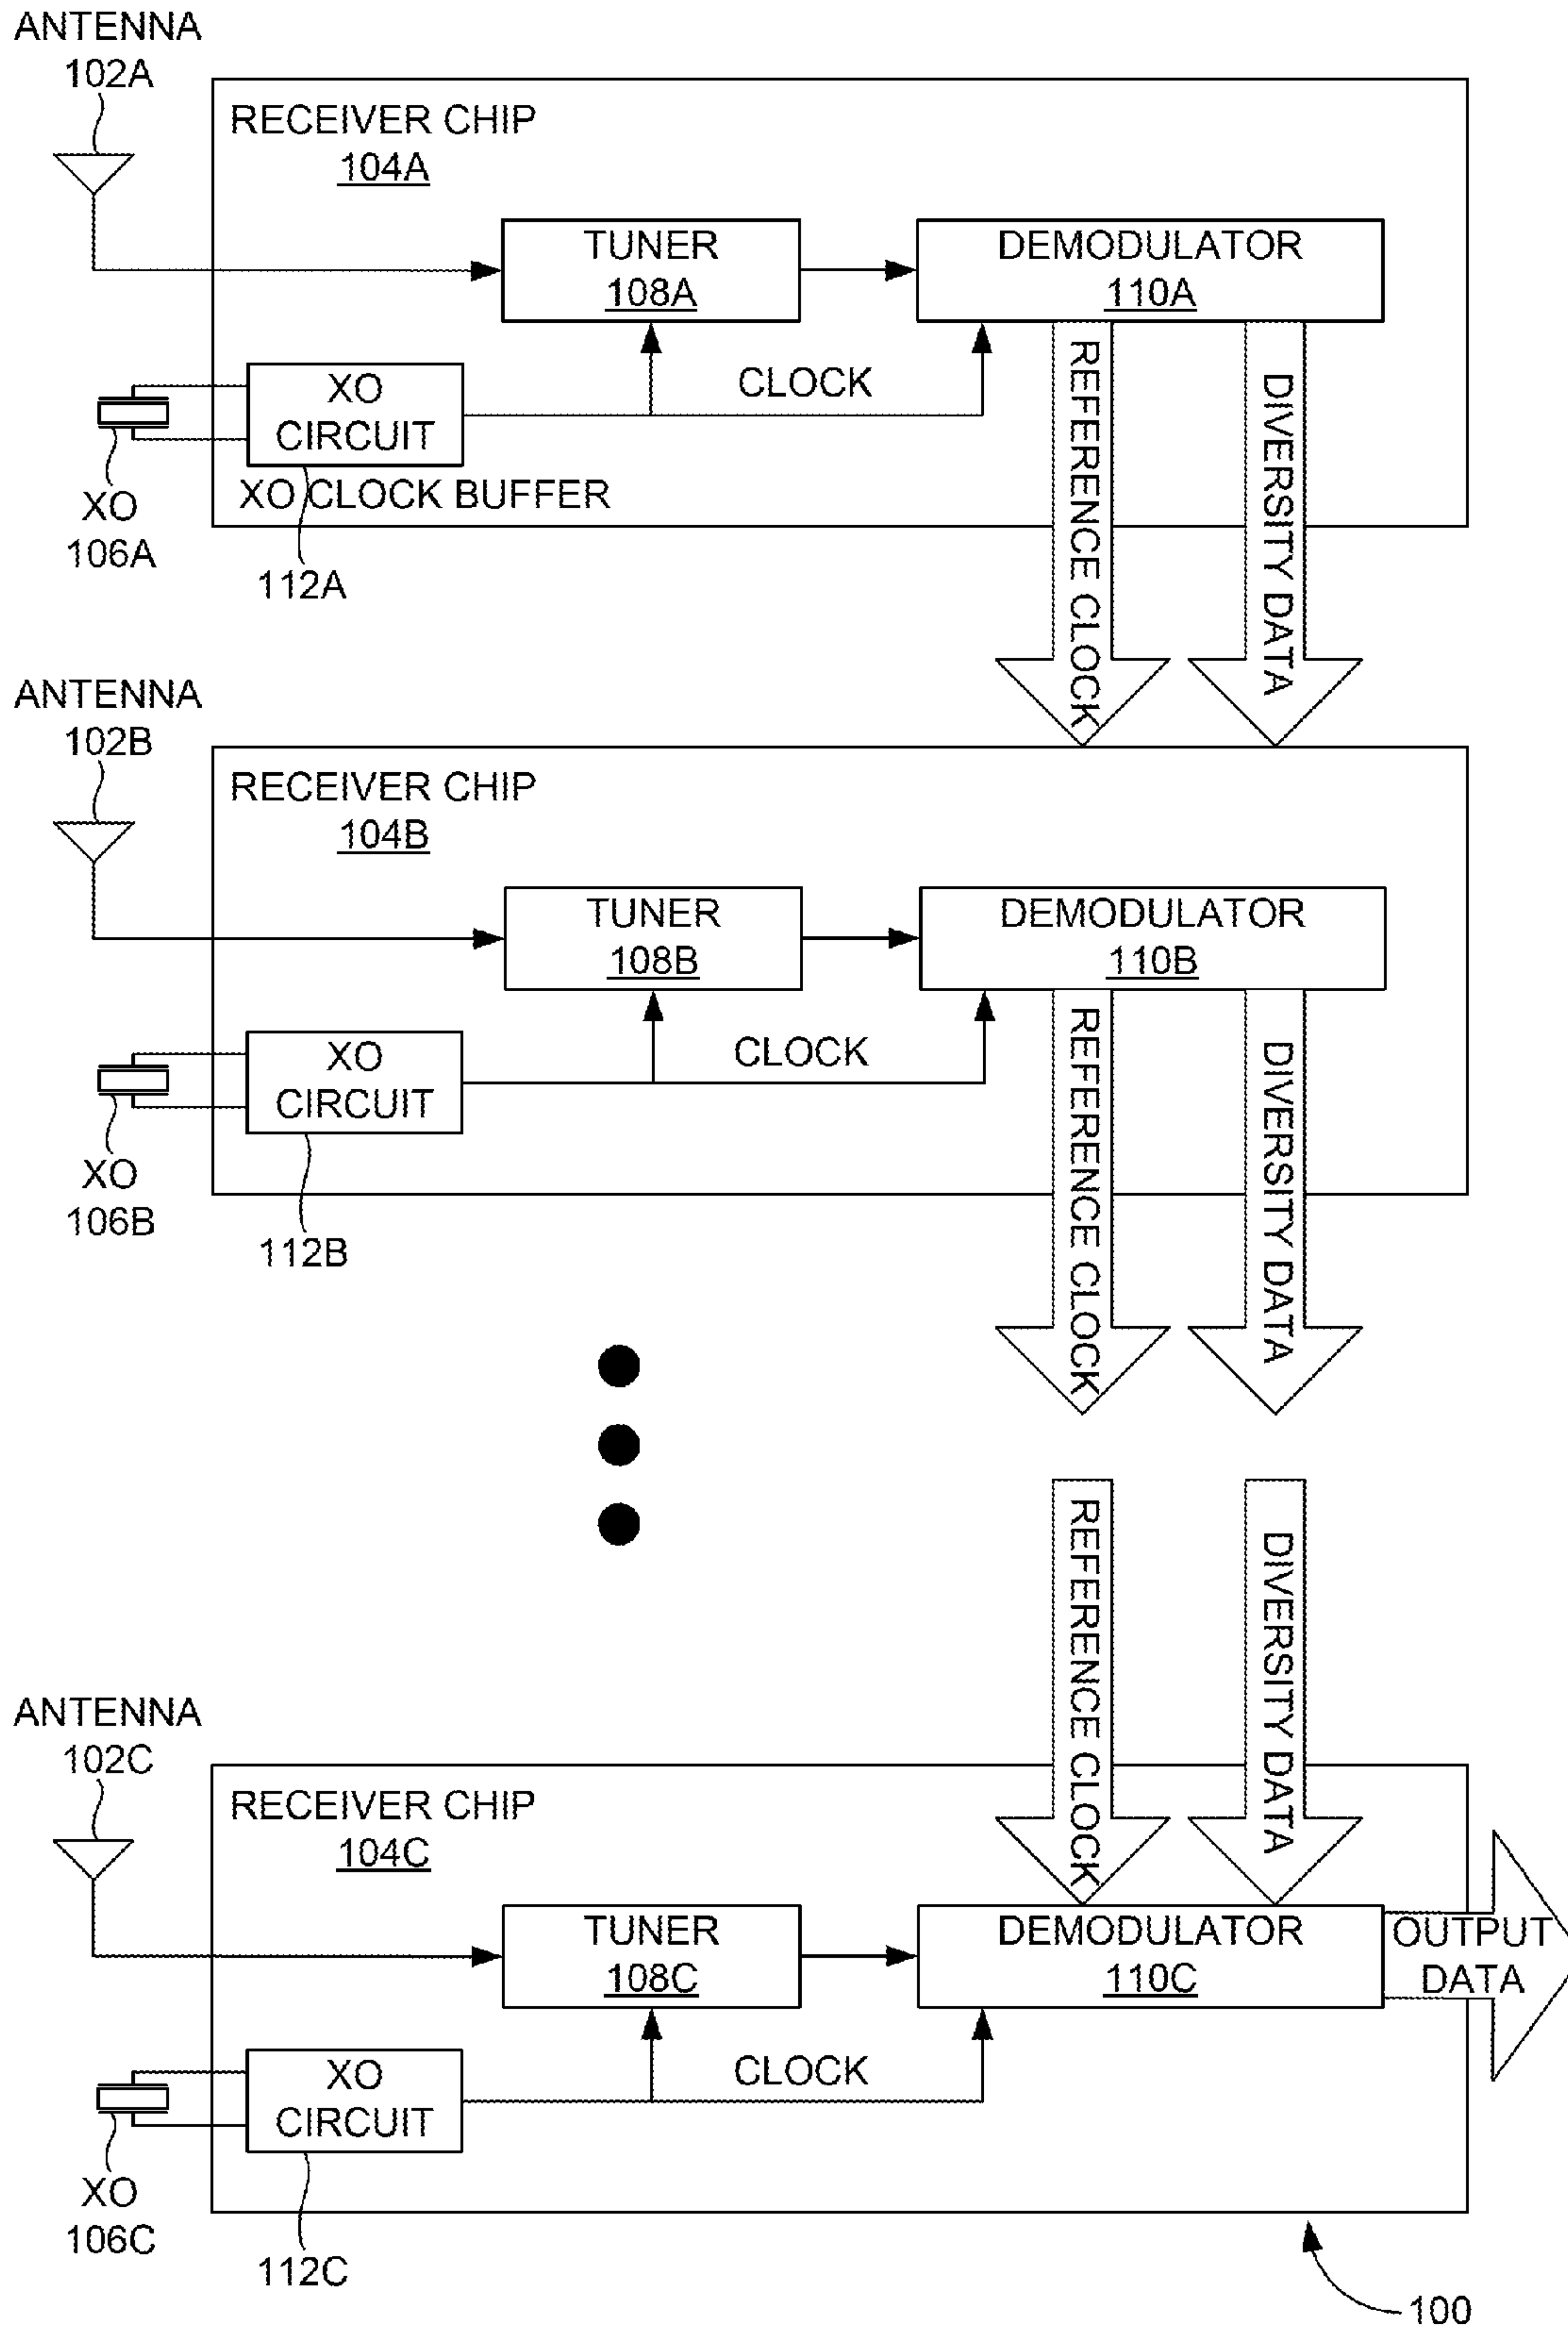 ANTENNA
102A
RECEIVER CHIP
104A
TUNER
108A
DEMODULATOR
110A
XO
CIRCUIT
CLOCK
XO CLOCK BUFFER
XO
106A
112A
REFERENCE CLOCK
DIVERSITY DATA
ANTENNA
102B
RECEIVER CHIP
104B
TUNER
108B
DEMODULATOR
110B
XO
CIRCUIT
CLOCK
XO
106B
112B
REFERENCE CLOCK
DIVERSITY DATA
REFERENCE CLOCK
DIVERSITY DATA
ANTENNA
102C
RECEIVER CHIP
104C
TUNER
108C
DEMODULATOR
110C
OUTPUT
DATA
XO
CIRCUIT
CLOCK
XO
106C
112C
100